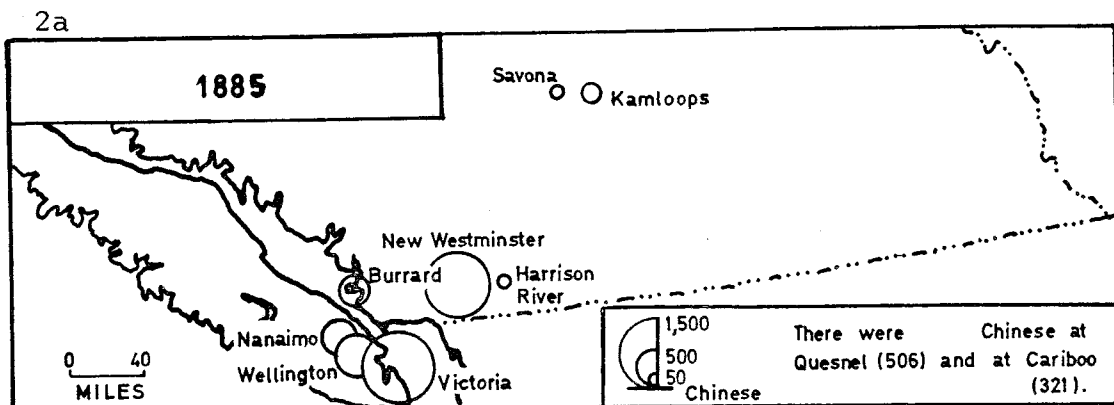 2a
1885
Savona
Kamloops
New Westminster
Burrard
Harrison
River
Nanaimo
Wellington
Victoria
0 40
MILES
1,500
500
50
Chinese
There were Chinese at
Quesnel (506) and at Cariboo
(321).